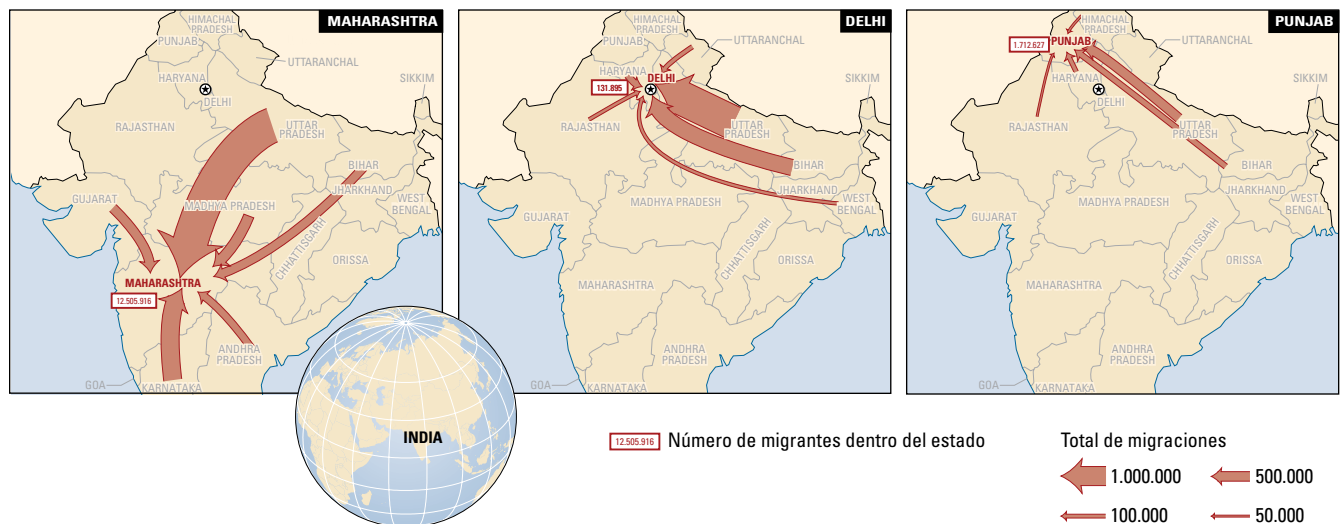 MAHARASHTRA
HIMACHAL
PRADESH
PUNJAB
UTTARANCHAL
HARYANA
DELHI
SIKKIM
RAJASTHAN
UTTAR
PRADESH
BIHAR
JHARKHAND
WEST
BENGAL
GUJARAT
MADHYA PRADESH
CHHATTISGARH
ORISSA
MAHARASHTRA
12.505.916
ANDHRA
PRADESH
GOA
KARNATAKA
DELHI
HIMACHAL
PRADESH
PUNJAB
UTTARANCHAL
HARYANA
DELHI
131.895
SIKKIM
RAJASTHAN
UTTAR
PRADESH
BIHAR
JHARKHAND
WEST
BENGAL
GUJARAT
MADHYA PRADESH
CHHATTISGARH
ORISSA
MAHARASHTRA
ANDHRA
PRADESH
GOA
KARNATAKA
PUNJAB
HIMACHAL
PRADESH
1.712.627
PUNJAB
UTTARANCHAL
HARYANA
DELHI
SIKKIM
RAJASTHAN
UTTAR
PRADESH
BIHAR
JHARKHAND
WEST
BENGAL
GUJARAT
MADHYA PRADESH
CHHATTISGARH
ORISSA
MAHARASHTRA
ANDHRA
PRADESH
GOA
KARNATAKA
INDIA
12.505.916 Número de migrantes dentro del estado
Total de migraciones
1.000.000 500.000
100.000 50.000